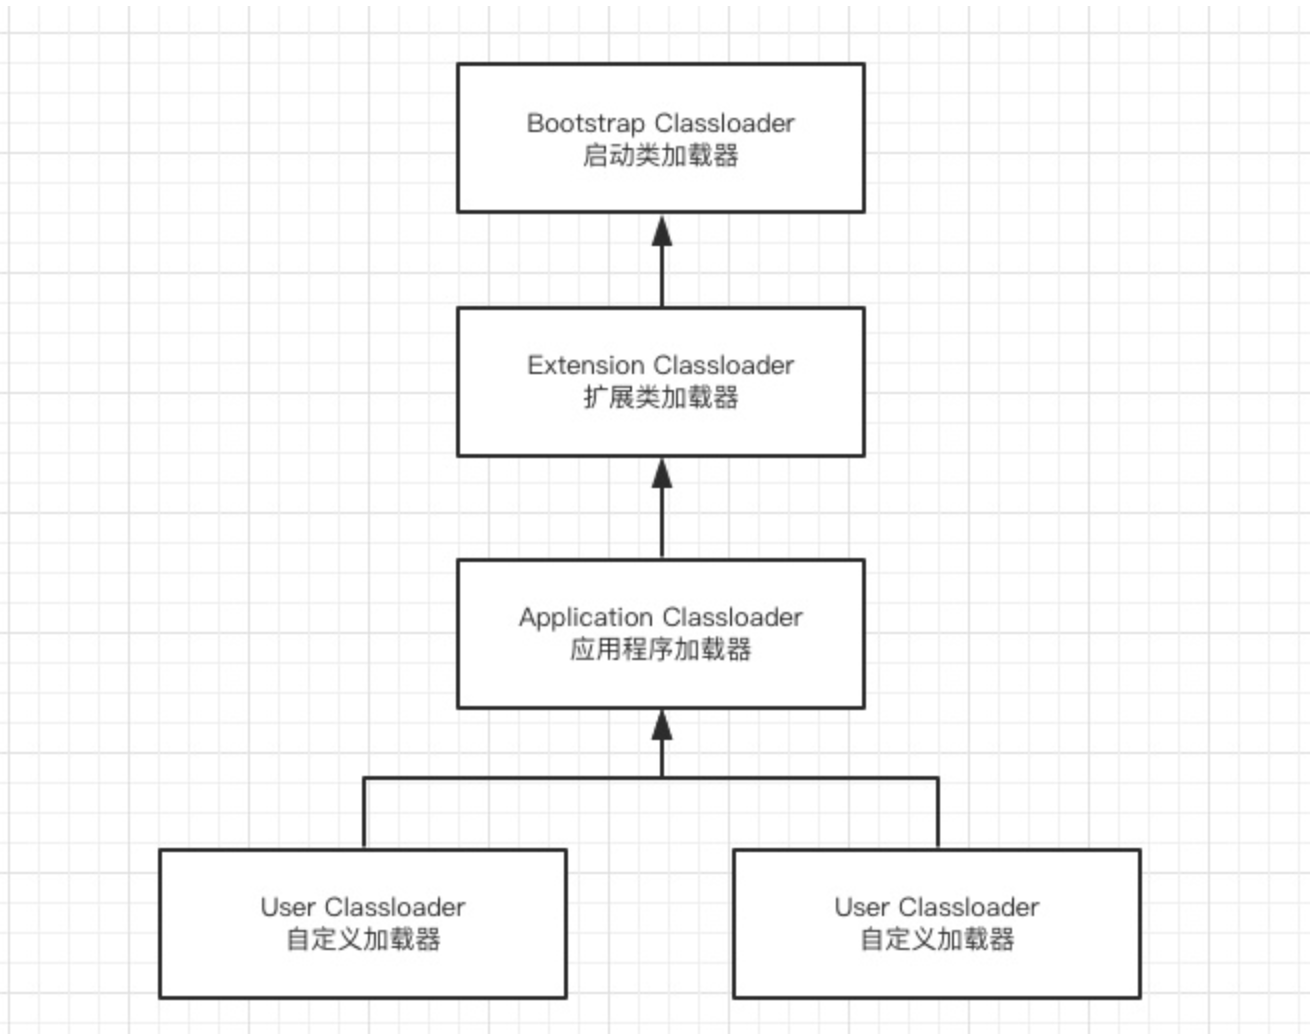 Bootstrap Classloader
启动类加载器
Extension Classloader
扩展类加载器
Application Classloader
应用程序加载器
User Classloader
自定义加载器
User Classloader
自定义加载器